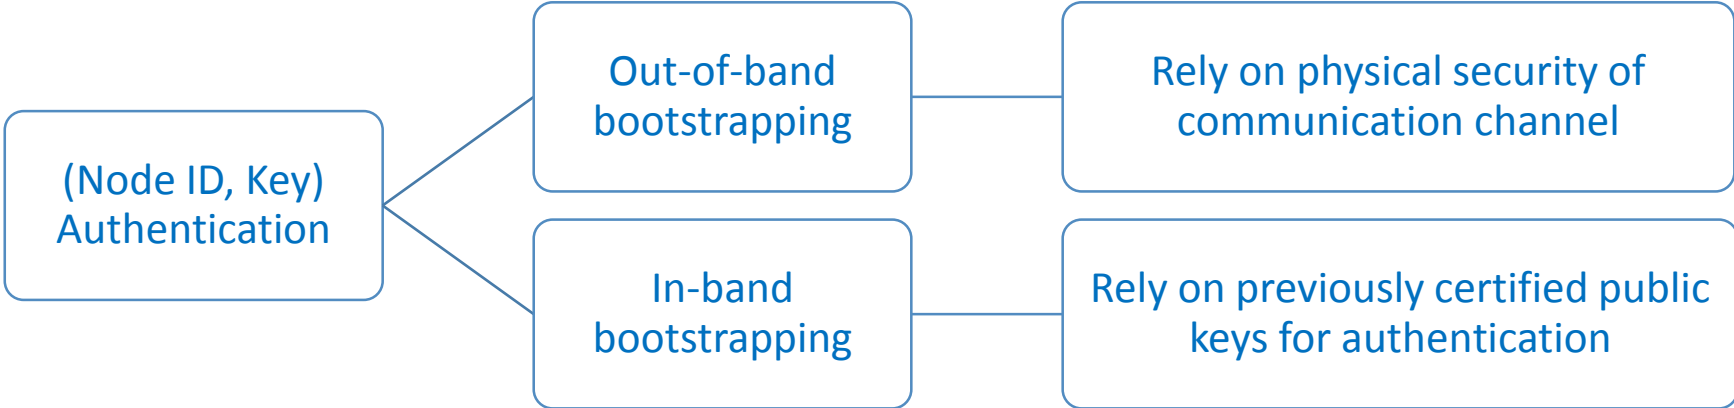 (Node ID, Key)
Authentication
Out-of-band
bootstrapping
Rely on physical security of
communication channel
In-band
bootstrapping
Rely on previously certified public
keys for authentication